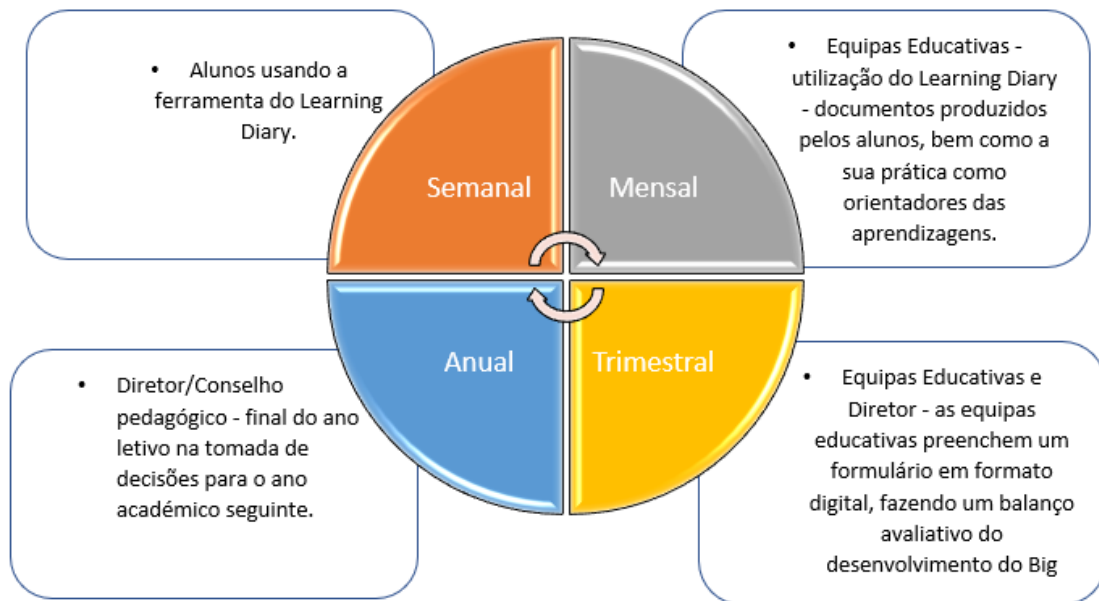 • Alunos usando a
ferramenta do Learning
Diary.
Semanal
Mensal
• Equipas Educativas -
utilização do Learning Diary
- documentos produzidos
pelos alunos, bem como a
sua prática como
orientadores das
aprendizagens.
Anual
Trimestral
• Diretor/Conselho
pedagógico - final do ano
letivo na tomada de
decisões para o ano
académico seguinte.
• Equipas Educativas e
Diretor - as equipas
educativas preenchem um
formulário em formato
digital, fazendo um balanço
avaliativo do
desenvolvimento do Big